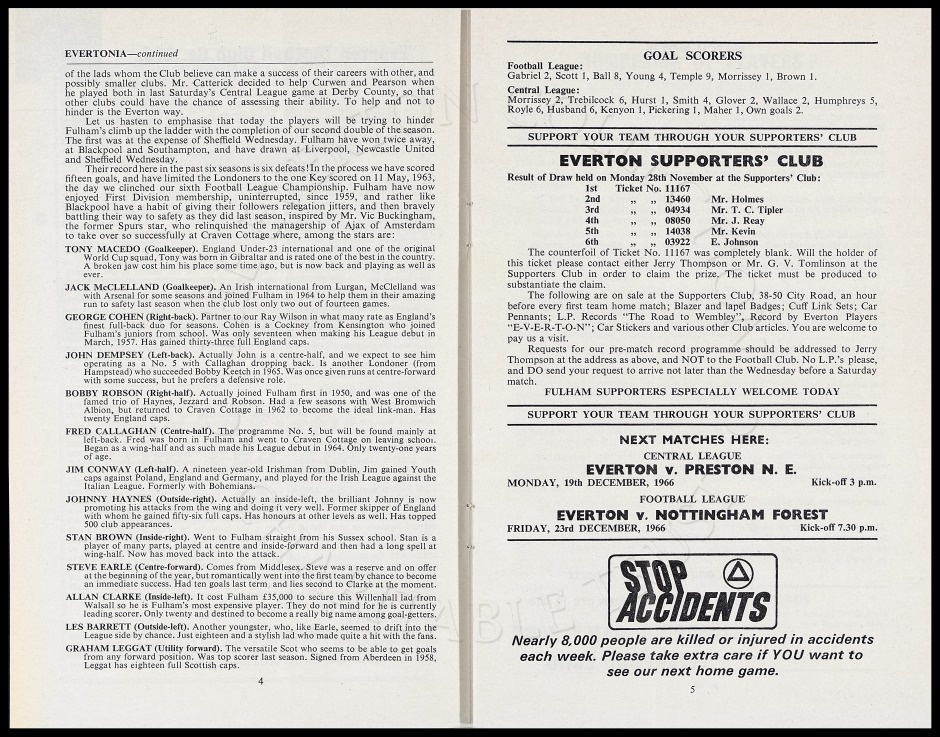 EVERTONIA—continued
of the lads whom the Club believe can make a success of their careers with other, and
possibly smaller clubs. Mr. Catterick decided to help Curwen and Pearson when
he played both in last Saturday's Central League game at Derby County, so that
other clubs could have the chance of assessing their ability. To help and not to
hinder is the Everton way.
Let us hasten to emphasise that today the players will be trying to hinder
Fulham's climb up the ladder with the completion of our second double of the season.
The first was at the expense of Sheffield Wednesday. Fulham have won twice away,
at Blackpool and Southampton, and have drawn at Liverpool, Newcastle United
and Sheffield Wednesday.
Their record here in the past six seasons is six defeats! In the process we have scored
fifteen goals, and have limited the Londoners to the one Key scored on 11 May, 1963,
the day we clinched our sixth Football League Championship. Fulham have now
enjoyed First Division membership, uninterrupted, since 1959, and rather like
Blackpool have a habit of giving their followers relegation jitters, and then bravely
battling their way to safety as they did last season, inspired by Mr. Vic Buckingham,
the former Spurs star, who relinquished the managership of Ajax of Amsterdam
to take over so successfully at Craven Cottage where, among the stars are:
TONY MACEDO (Goalkeeper). England Under-23 international and one of the original
World Cup squad, Tony was born in Gibraltar and is rated one of the best in the country.
A broken jaw cost him his place some time ago, but is now back and playing as well as
ever.
JACK McCLELLAND (Goalkeeper). An Irish international from Lurgan, McClelland was
with Arsenal for some seasons and joined Fulham in 1964 to help them in their amazing
run to safety last season when the club lost only two out of fourteen games.
GEORGE COHEN (Right-back). Partner to our Ray Wilson in what many rate as England's
finest full-back duo for seasons. Cohen is a Cockney from Kensington who joined
Fulham's juniors from school. Was only seventeen when making his League debut in
March, 1957. Has gained thirty-three full England caps.
JOHN DEMPSEY (Left-back). Actually John is a centre-half, and we expect to see him
operating as a No. 5 with Callaghan dropping back. Is another Londoner (from
Hampstead) who succeeded Bobby Keetch in 1965. Was once given runs at centre-forward
with some success, but he prefers a defensive role.
BOBBY ROBSON (Right-half). Actually joined Fulham first in 1950, and was one of the
famed trio of Haynes, Jezzard and Robson. Had a few seasons with West Bromwich
Albion, but returned to Craven Cottage in 1962 to become the ideal link-man. Has
twenty England caps.
FRED CALLAGHAN (Centre-half). The programme No. 5, but will be found mainly at
left-back. Fred was born in Fulham and went to Craven Cottage on leaving school.
Began as a wing-half and as such made his League debut in 1964. Only twenty-one years
of age.
JIM CONWAY (Left-half). A nineteen year-old Irishman from Dublin, Jim gained Youth
caps against Poland, England and Germany, and played for the Irish League against the
Italian League. Formerly with Bohemians.
JOHNNY HAYNES (Outside-right). Actually an inside-left, the brilliant Johnny is now
promoting his attacks from the wing and doing it very well. Former skipper of England
with whom he gained fifty-six full caps. Has honours at other levels as well. Has topped
500 club appearances.
STAN BROWN (Inside-right). Went to Fulham straight from his Sussex school. Stan is a
player of many parts, played at centre and inside-forward and then had a long spell at
wing-half. Now has moved back into the attack.
STEVE EARLE (Centre-forward). Comes from Middlesex. Steve was a reserve and on offer
at the beginning of the year, but romantically went into the first team by chance to become
an immediate success. Had ten goals last term, and lies second to Clarke at the moment.
ALLAN CLARKE (Inside-left). It cost Fulham £35,000 to secure this Willenhall lad from
Walsall so he is Fulham's most expensive player. They do not mind for he is currently
leading scorer. Only twenty and destined to become a really big name among goal-getters.
LES BARRETT (Outside-left). Another youngster, who, like Earle, seemed to drift into the
League side by chance. Just eighteen and a stylish lad who made quite a hit with the fans.
GRAHAM LEGGAT (Utility forward). The versatile Scot who seems to be able to get goals
from any forward position. Was top scorer last season. Signed from Aberdeen in 1958,
Leggat has eighteen full Scottish caps.
4
GOAL SCORERS
Football League:
Gabriel 2, Scott 1, Ball 8, Young 4, Temple 9, Morrissey 1, Brown 1.
Central League:
Morrissey 2, Trebilcock 6, Hurst 1, Smith 4, Glover 2, Wallace 2, Humphreys 5,
Royle 6, Husband 6, Kenyon 1, Pickering 1, Maher 1, Own goals 2.
SUPPORT YOUR TEAM THROUGH YOUR SUPPORTERS' CLUB
EVERTON SUPPORTERS' CLUB
Result of Draw held on Monday 28th November at the Supporters' Club:
1st Ticket No. 11167
2nd „ „ 13460 Mr. Holmes
3rd „ „ 04934 Mr. T. C. Tipler
4th „ „ 08050 Mr. J. Reay
5th „ „ 14038 Mr. Kevin
6th „ „ 03922 E. Johnson
The counterfoil of Ticket No. 11167 was completely blank. Will the holder of
this ticket please contact either Jerry Thompson or Mr. G. V. Tomlinson at the
Supporters Club in order to claim the prize. The ticket must be produced to
substantiate the claim.
The following are on sale at the Supporters Club, 38-50 City Road, an hour
before every first team home match; Blazer and lapel Badges; Cuff Link Sets; Car
Pennants; L.P. Records "The Road to Wembley", Record by Everton Players
"E-V-E-R-T-O-N"; Car Stickers and various other Club articles. You are welcome to
pay us a visit.
Requests for our pre-match record programme should be addressed to Jerry
Thompson at the address as above, and NOT to the Football Club. No L.P.'s please,
and DO send your request to arrive not later than the Wednesday before a Saturday
match.
FULHAM SUPPORTERS ESPECIALLY WELCOME TODAY
SUPPORT YOUR TEAM THROUGH YOUR SUPPORTERS' CLUB
NEXT MATCHES HERE:
CENTRAL LEAGUE
EVERTON v. PRESTON N. E.
MONDAY, 19th DECEMBER, 1966 Kick-off 3 p.m.
FOOTBALL LEAGUE
EVERTON v. NOTTINGHAM FOREST
FRIDAY, 23rd DECEMBER, 1966 Kick-off 7.30 p.m.
STOP
ACCIDENTS
Nearly 8,000 people are killed or injured in accidents
each week. Please take extra care if YOU want to
see our next home game.
5